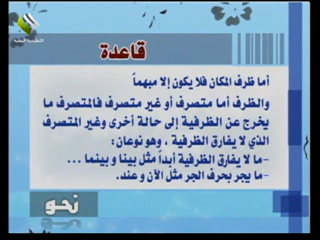 قاعدة
أما ظرف المكان فلا يكون إلا مبهماً
والظرف أما متصرف أو غير متصرف فالمتصرف ما
يخرج عن الظرفية إلى حالة أخرى وغير المتصرف
الذي لا يفارق الظرفية ، وهو نوعان:
-ما لا يفارق الظرفية أبداً مثل بينا و بينما ...
-ما يجر بحرف الجر مثل الآن و عند.
نحو